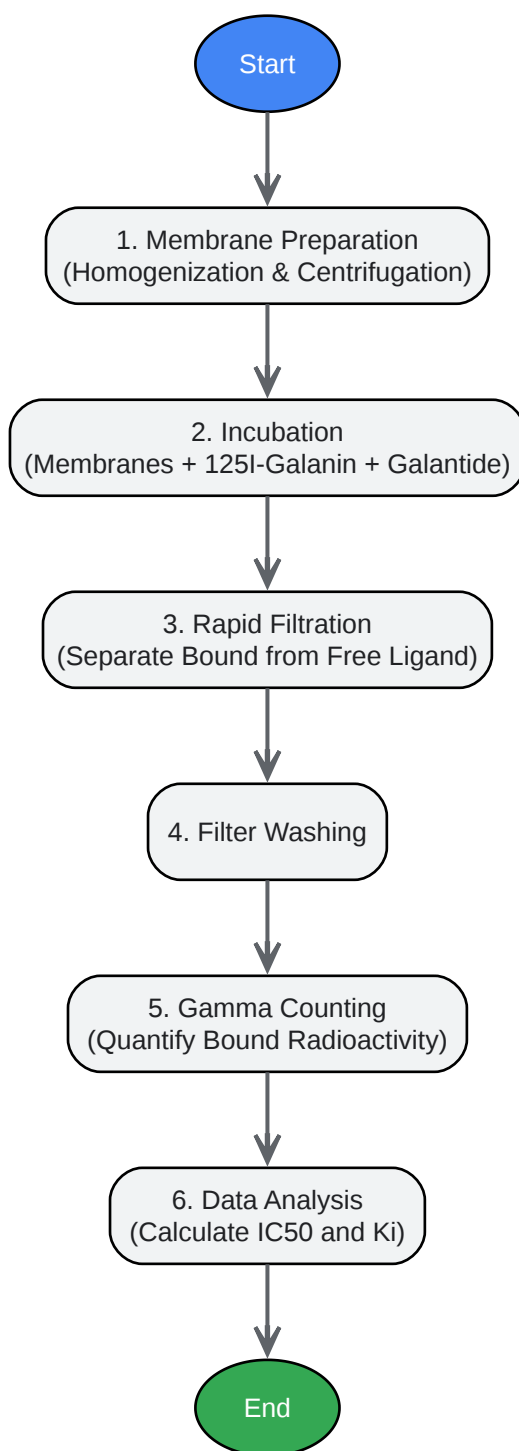 Start
1. Membrane Preparation
(Homogenization & Centrifugation)
2. Incubation
(Membranes + 125I-Galanin + Galantide)
3. Rapid Filtration
(Separate Bound from Free Ligand)
4. Filter Washing
5. Gamma Counting
(Quantify Bound Radioactivity)
6. Data Analysis
(Calculate IC50 and Ki)
End